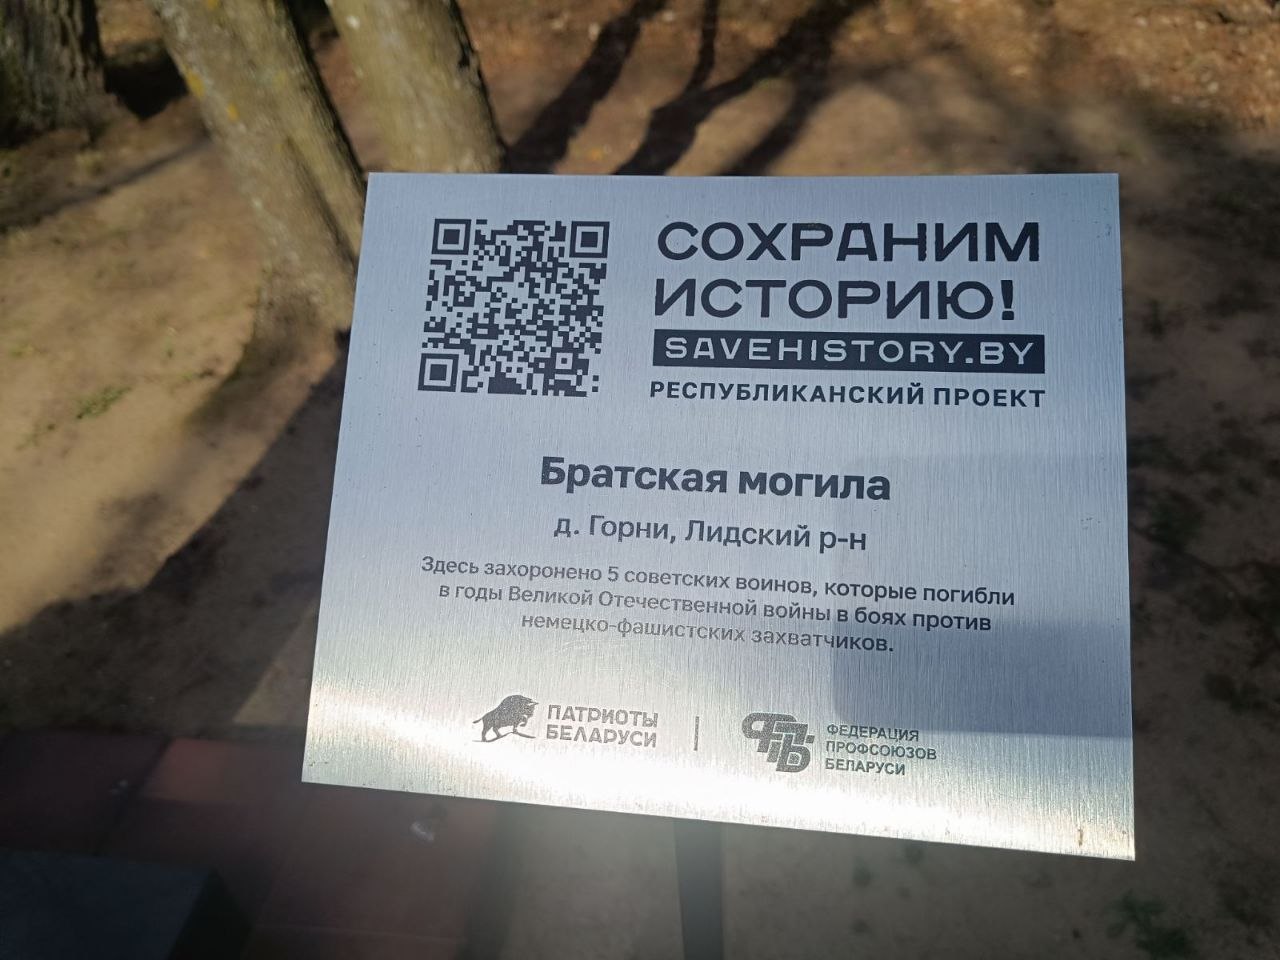 СОХРАНИМ
ИСТОРИЮ!
SAVEHISTORY.BY
РЕСПУБЛИКАНСКИЙ ПРОЕКТ
Братская могила
д. Горни, Лидский р-н
Здесь захоронено 5 советских воинов, которые погибли
в годы Великой Отечественной войны в боях против
немецко-фашистских захватчиков.
ПАТРИОТЫ
БЕЛАРУСИ
ФПБ
ФЕДЕРАЦИЯ
ПРОФСОЮЗОВ
БЕЛАРУСИ